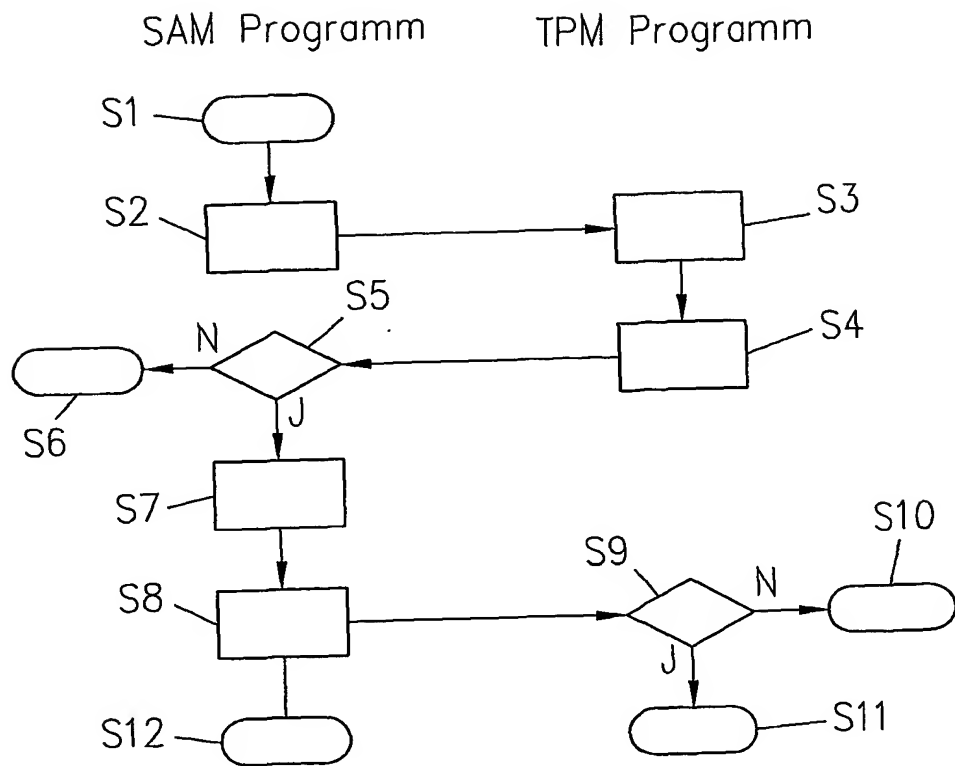 SAM Programm
TPM Programm
S1
S2
S3
S5
N
S4
S6
J
S7
S10
S9
S8
N
J
S12
S11